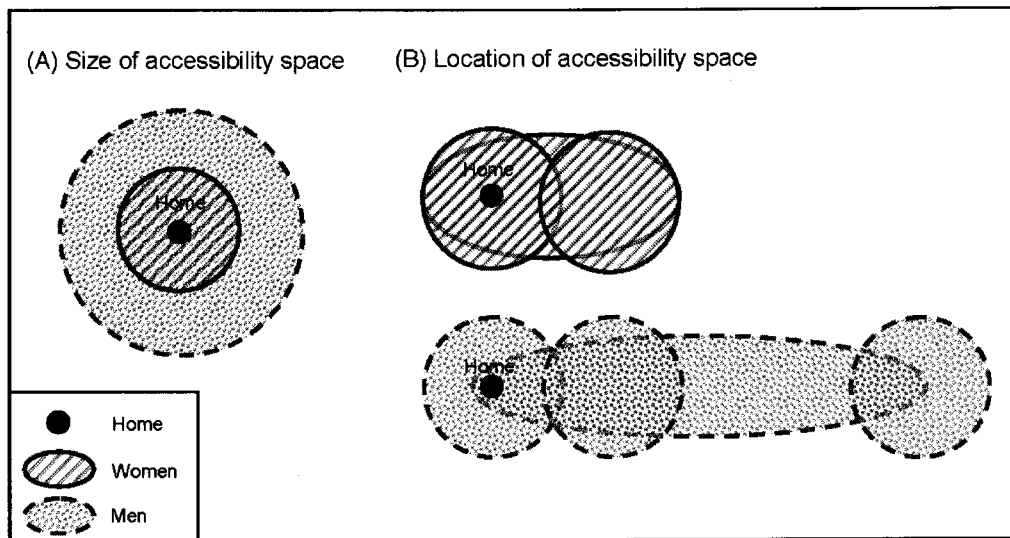 (A) Size of accessibility space
(B) Location of accessibility space
Home
Home
Home
Home
Women
Men